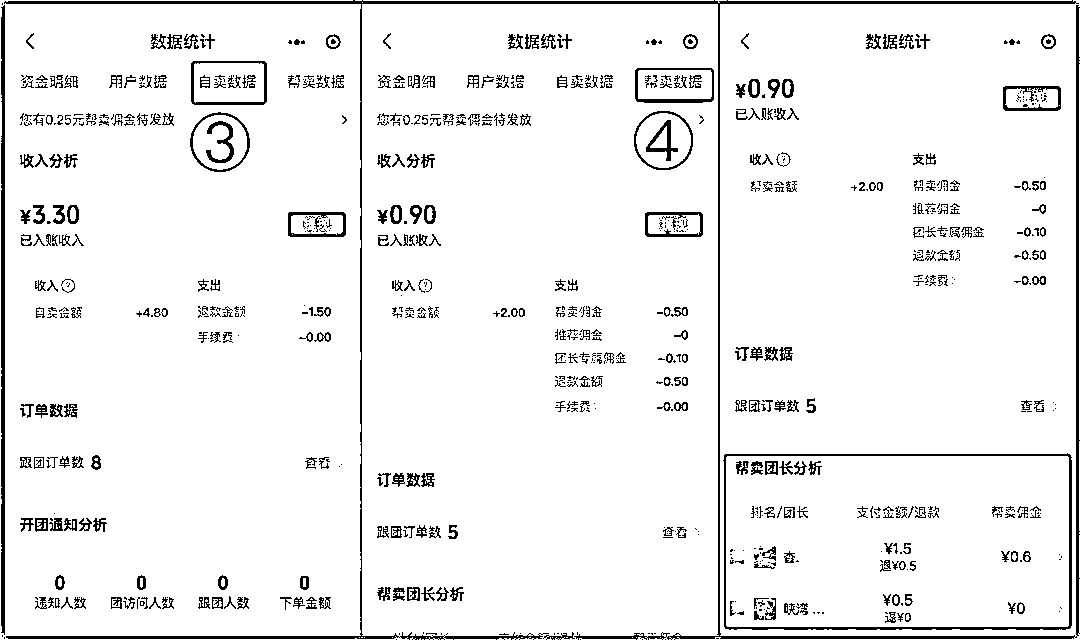 数据统计
资金明细 用户数据 自卖数据 帮卖数据
您有0.25元帮卖佣金待发放
③
收入分析
¥3.30
已入账收入
收入? 支出
自卖金额 +4.80 退款金额 -1.50
手续费 -0.00
订单数据
跟团订单数 8 查看
开团通知分析
0 0 0 0
通知人数 团访问人数 跟团人数 下单金额
数据统计
资金明细 用户数据 自卖数据 帮卖数据
您有0.25元帮卖佣金待发放
④
收入分析
¥0.90
已入账收入
收入? 支出
帮卖金额 +2.00 帮卖佣金 -0.50
推荐佣金 -0
团长专属佣金 -0.10
退款金额 -0.50
手续费 -0.00
订单数据
跟团订单数 5 查看
帮卖团长分析
数据统计
¥0.90
已入账收入
收入? 支出
帮卖金额 +2.00 帮卖佣金 -0.50
推荐佣金 -0
团长专属佣金 -0.10
退款金额 -0.50
手续费 -0.00
订单数据
跟团订单数 5 查看
帮卖团长分析
排名/团长 支付金额/退款 帮卖佣金
¥1.5 ¥0.6
退¥0.5
峡湾 ... ¥0.5 ¥0
退¥0